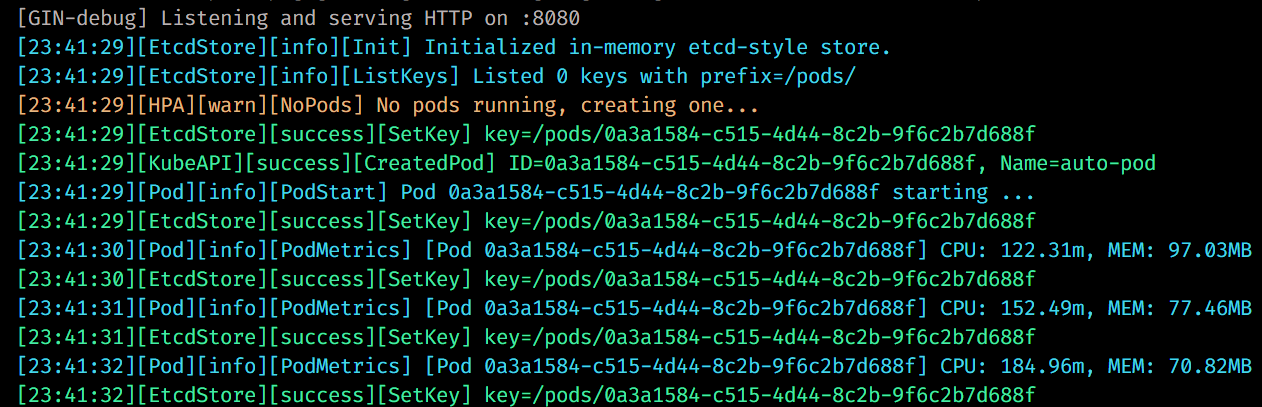 [GIN-debug] Listening and serving HTTP on :8080
[23:41:29][EtcdStore][info][Init] Initialized in-memory etcd-style store.
[23:41:29][EtcdStore][info][ListKeys] Listed 0 keys with prefix=/pods/
[23:41:29][HPA][warn][NoPods] No pods running, creating one...
[23:41:29][EtcdStore][success][SetKey] key=/pods/0a3a1584-c515-4d44-8c2b-9f6c2b7d688f
[23:41:29][KubeAPI][success][CreatedPod] ID=0a3a1584-c515-4d44-8c2b-9f6c2b7d688f, Name=auto-pod
[23:41:29][Pod][info][PodStart] Pod 0a3a1584-c515-4d44-8c2b-9f6c2b7d688f starting ...
[23:41:29][EtcdStore][success][SetKey] key=/pods/0a3a1584-c515-4d44-8c2b-9f6c2b7d688f
[23:41:30][Pod][info][PodMetrics] [Pod 0a3a1584-c515-4d44-8c2b-9f6c2b7d688f] CPU: 122.31m, MEM: 97.03MB
[23:41:30][EtcdStore][success][SetKey] key=/pods/0a3a1584-c515-4d44-8c2b-9f6c2b7d688f
[23:41:31][Pod][info][PodMetrics] [Pod 0a3a1584-c515-4d44-8c2b-9f6c2b7d688f] CPU: 152.49m, MEM: 77.46MB
[23:41:31][EtcdStore][success][SetKey] key=/pods/0a3a1584-c515-4d44-8c2b-9f6c2b7d688f
[23:41:32][Pod][info][PodMetrics] [Pod 0a3a1584-c515-4d44-8c2b-9f6c2b7d688f] CPU: 184.96m, MEM: 70.82MB
[23:41:32][EtcdStore][success][SetKey] key=/pods/0a3a1584-c515-4d44-8c2b-9f6c2b7d688f